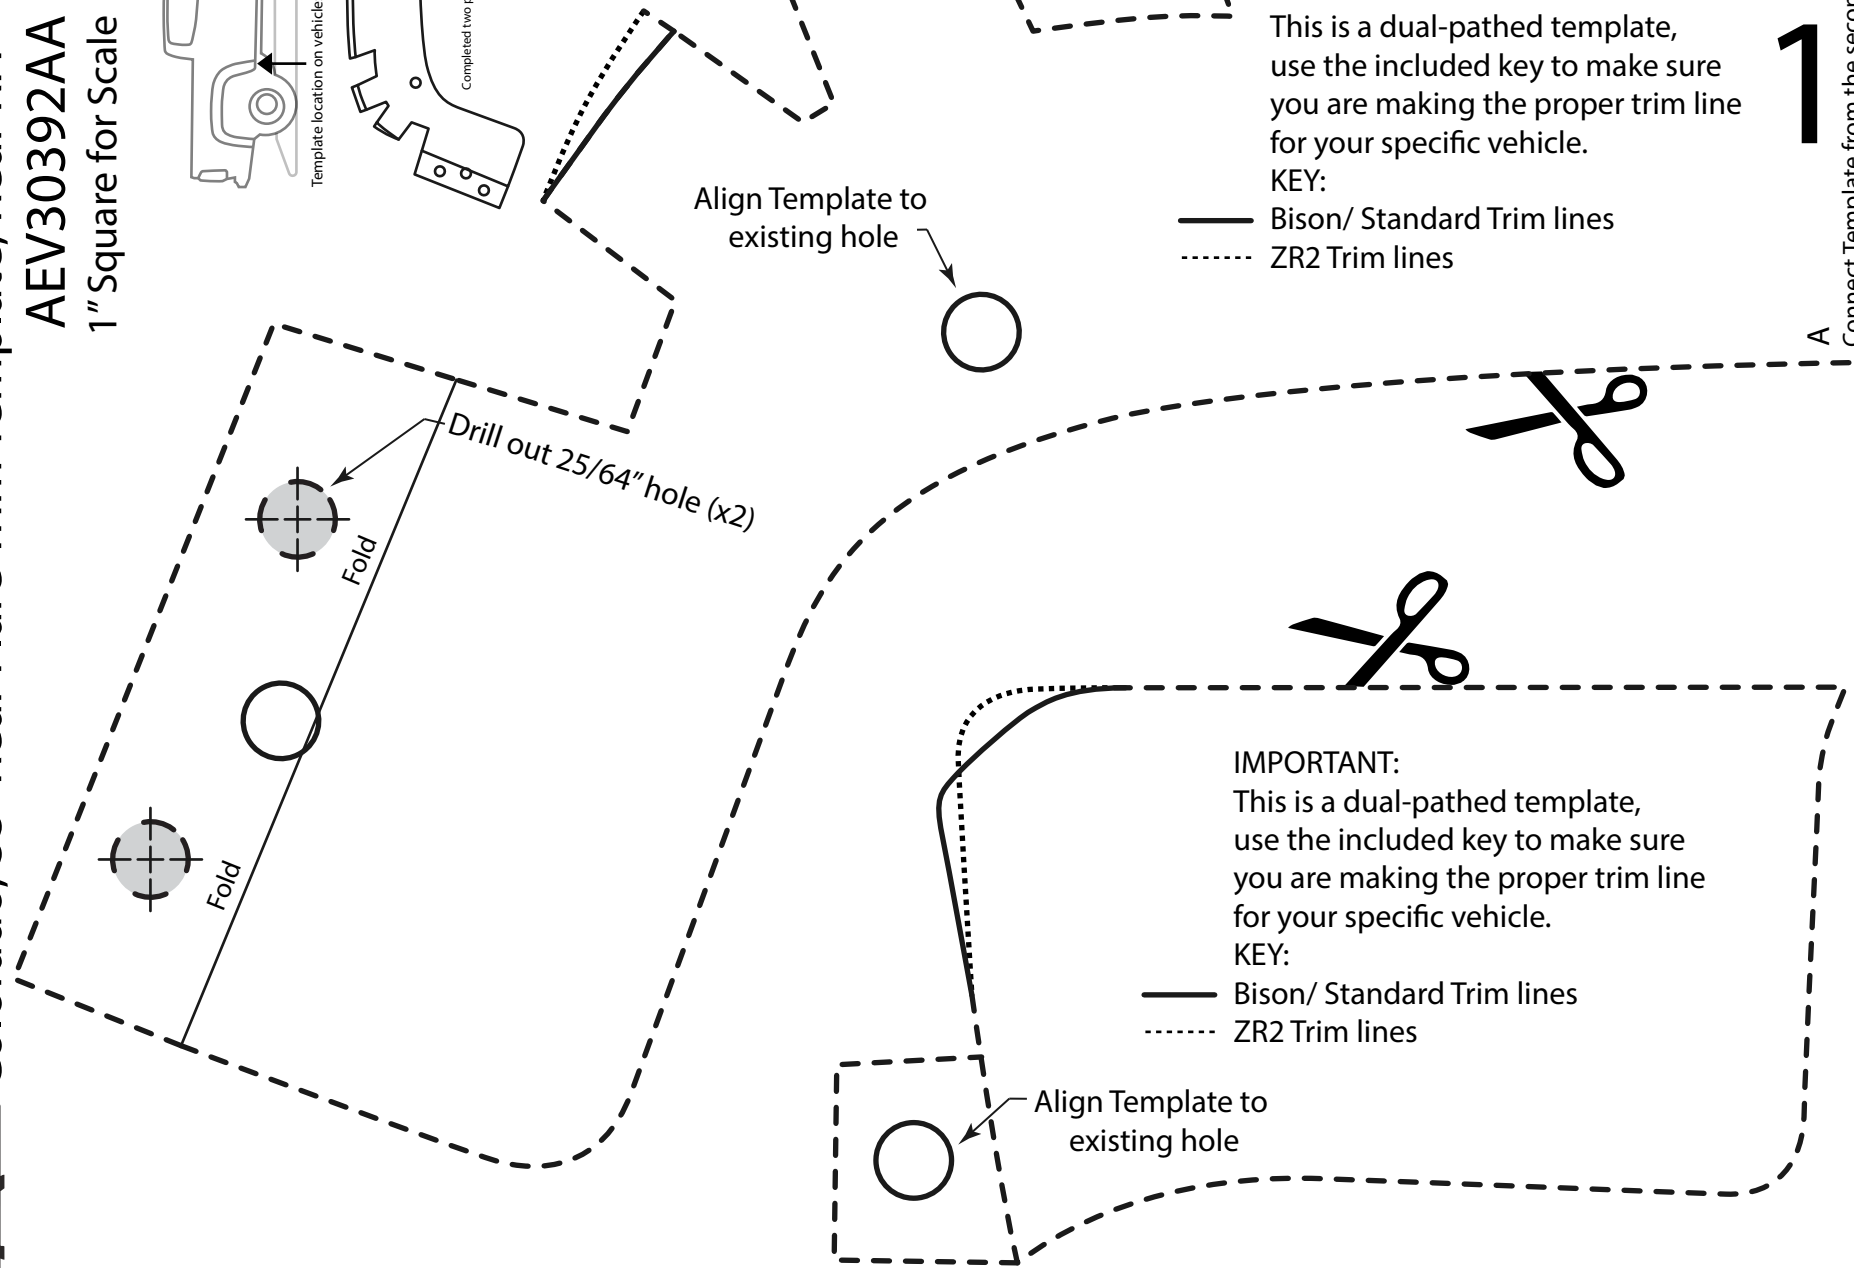 AEV30392AA
1" Square for Scale
Template location on vehicle
Completed two
This is a dual-pathed template,
use the included key to make sure
you are making the proper trim line
for your specific vehicle.
KEY:
Bison/ Standard Trim lines
ZR2 Trim lines
1
A
Connect Template from the
Align Template to
existing hole
Drill out 25/64" hole (x2)
Fold
Fold
IMPORTANT:
This is a dual-pathed template,
use the included key to make sure
you are making the proper trim line
for your specific vehicle.
KEY:
Bison/ Standard Trim lines
ZR2 Trim lines
Align Template to
existing hole